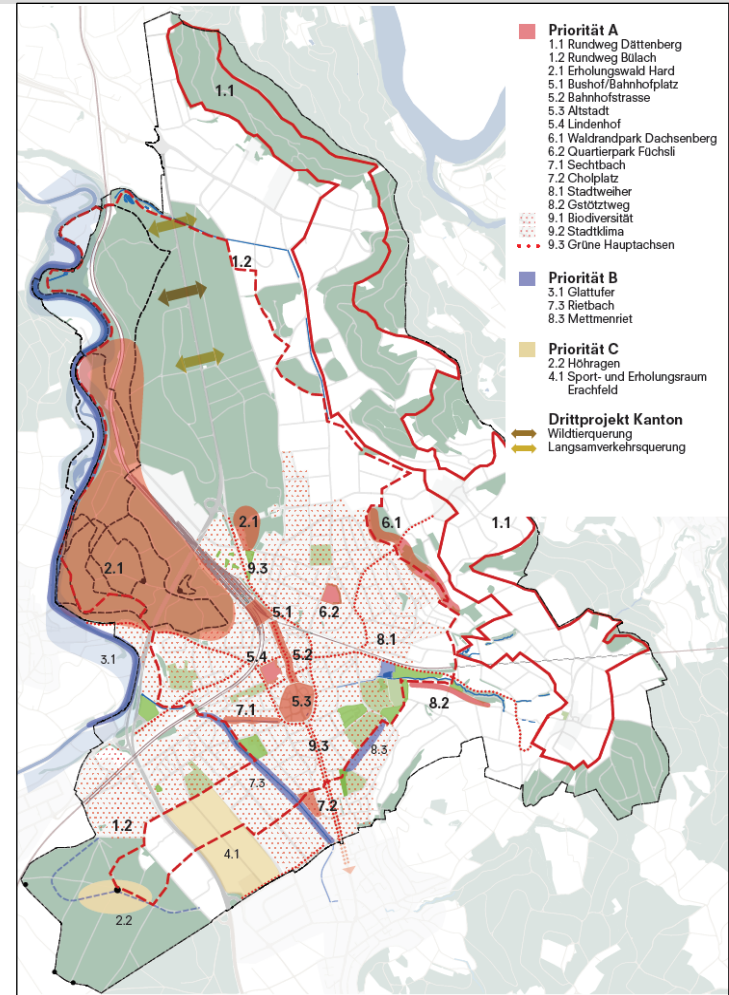 Priorität A
1.1 Rundweg Dättenberg
1.2 Rundweg Bülach
2.1 Erholungswald Hard
5.1 Bushof/Bahnhofplatz
5.2 Bahnhofstrasse
5.3 Altstadt
5.4 Lindenhof
6.1 Waldrandpark Dachsenberg
6.2 Quartierpark Füchsli
7.1 Sechtbach
7.2 Cholplatz
8.1 Stadtweiher
8.2 Gstötztweg
9.1 Biodiversität
9.2 Stadtklima
9.3 Grüne Hauptachsen
Priorität B
3.1 Glattufer
7.3 Rietbach
8.3 Mettmenriet
Priorität C
2.2 Höhragen
4.1 Sport- und Erholungsraum
Erachfeld
Drittprojekt Kanton
Wildtierquerung
Langsamverkehrsquerung
1.1
1.2
2.1
6.1
1.1
9.3
2.1
5.1
6.2
8.1
5.4
5.2
3.1
5.3
8.2
7.1
9.3
8.3
7.3
7.2
1.2
4.1
2.2